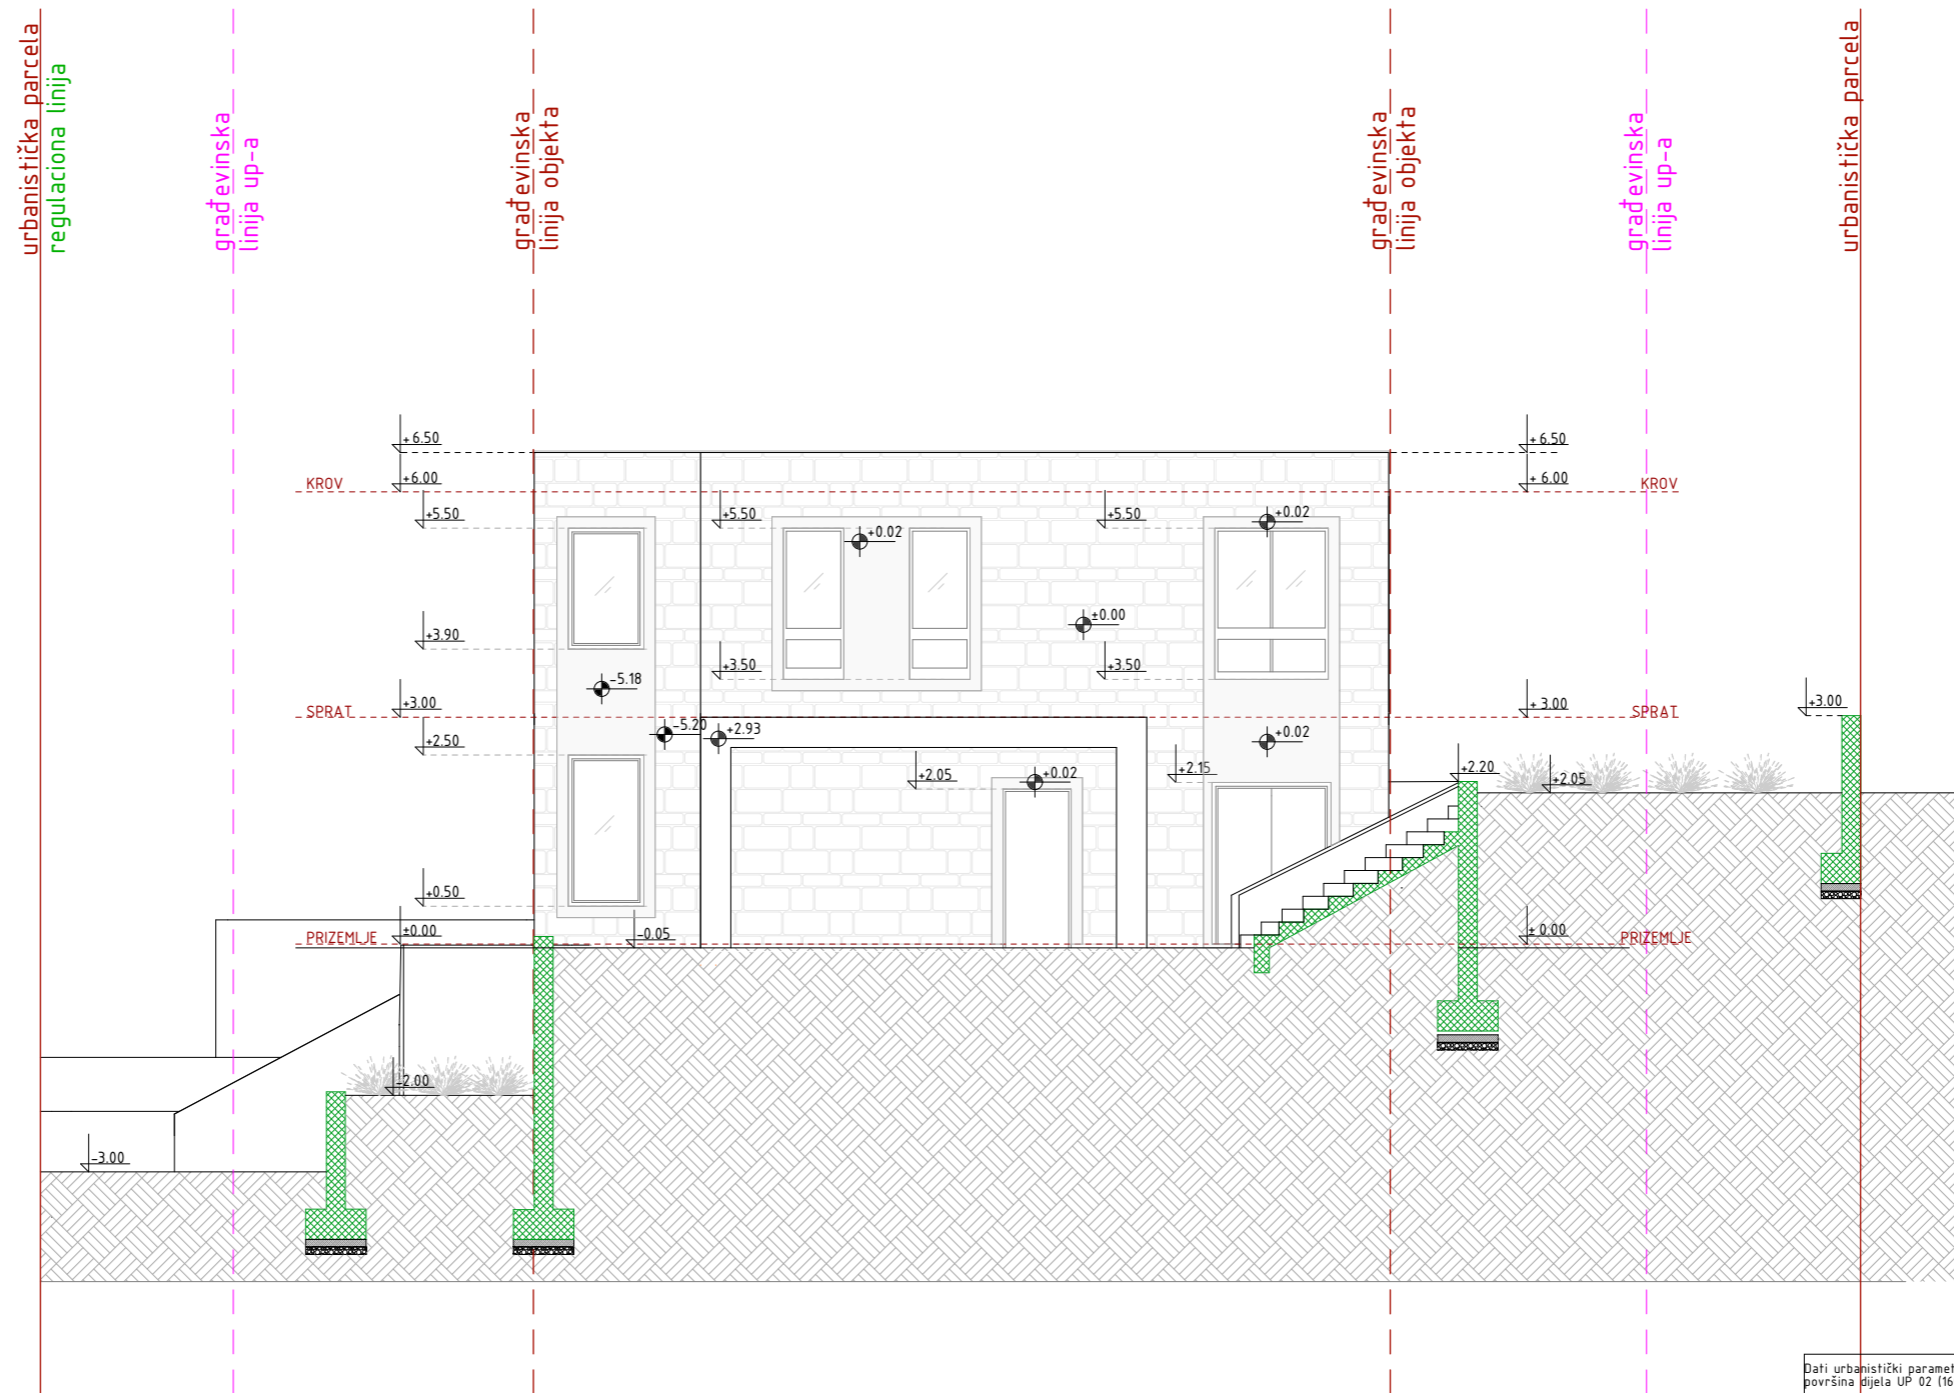 urbanistička parcela
regulaciona linija
građevinska
linija up-a
građevinska
linija objekta
građevinska
linija objekta
građevinska
linija up-a
urbanistička parcela
+6.50
+6.50
KROV
+6.00
+6.00
KROV
+5.50
+5.50
+5.50
+0.02
+0.02
±0.00
+3.90
+3.50
+3.50
-5.18
SPRAT
+3.00
+3.00
SPRAT
+3.00
-5.20
+2.93
+0.02
+2.50
+2.05
+0.02
+2.15
+2.20
+2.05
+0.50
PRIZEMLJE
±0.00
-0.05
±0.00
PRIZEMLJE
-2.00
-3.00
Dati urbanistički paramet
površina dijela UP 02 (16